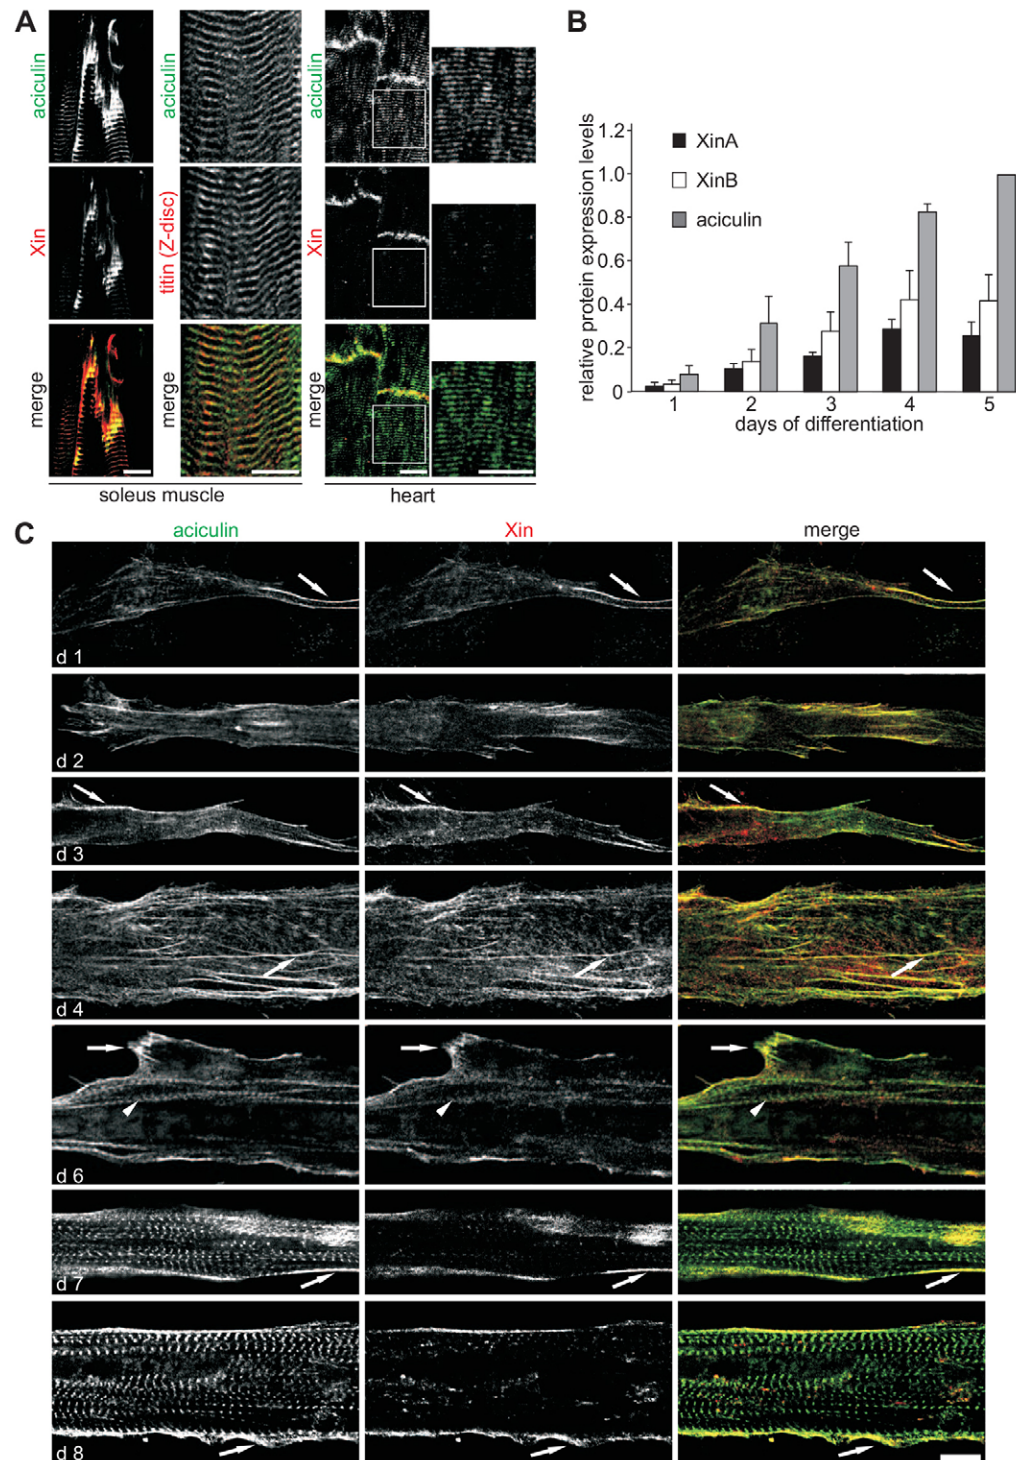 A
aciculin
aciculin
aciculin
Xin
titin (Z-disc)
Xin
merge
merge
merge
soleus muscle
heart
B
relative protein expression levels
1.2
1.0
0.8
0.6
0.4
0.2
0
XinA
XinB
aciculin
1 2 3 4 5
days of differentiation
C
aciculin Xin merge
d 1
d 2
d 3
d 4
d 6
d 7
d 8